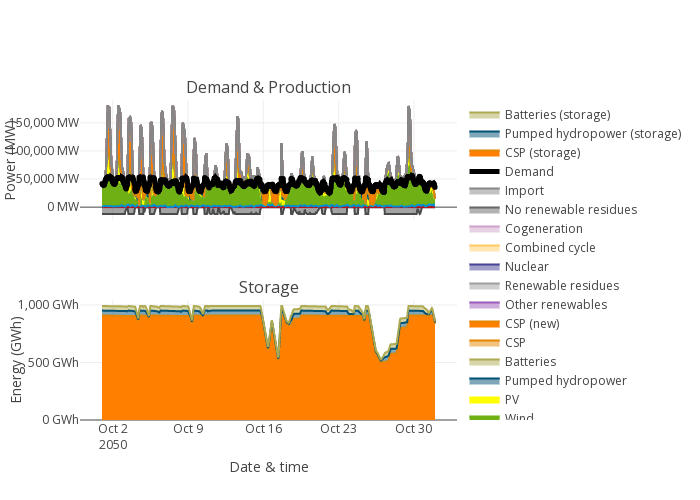 Demand & Production
Power (MW)
150,000 MW
100,000 MW
50,000 MW
0 MW
Storage
Energy (GWh)
1,000 GWh
500 GWh
0 GWh
Oct 2
2050
Oct 9
Oct 16
Oct 23
Oct 30
Date & time
Batteries (storage)
Pumped hydropower (storage)
CSP (storage)
Demand
Import
No renewable residues
Cogeneration
Combined cycle
Nuclear
Renewable residues
Other renewables
CSP (new)
CSP
Batteries
Pumped hydropower
PV
Wind